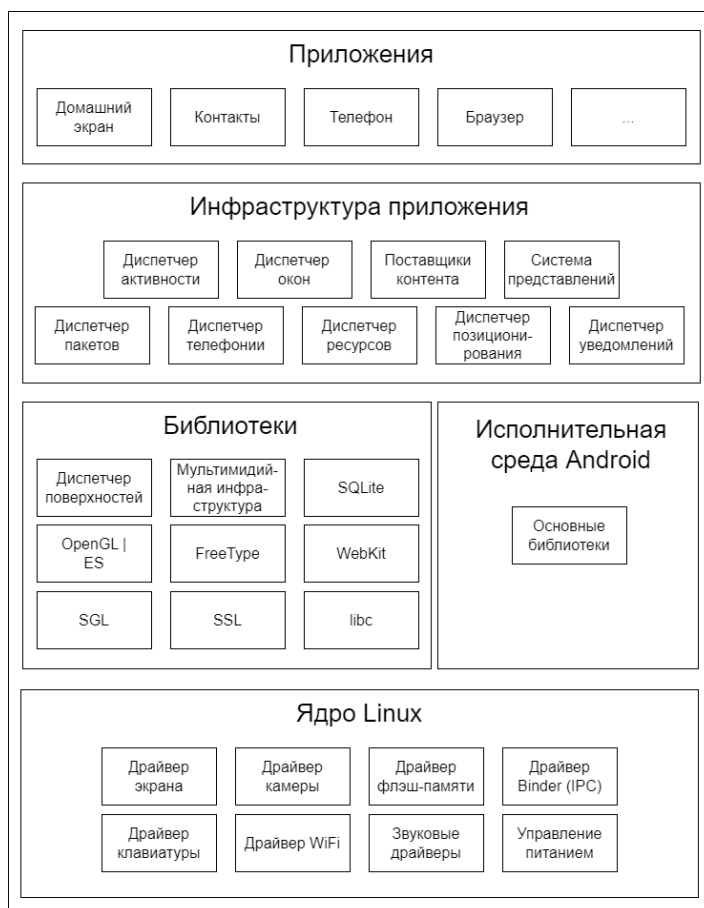 Приложения
Домашний
экран
Контакты
Телефон
Браузер
...
Инфраструктура приложения
Диспетчер
активности
Диспетчер
окон
Поставщики
контента
Система
представлений
Диспетчер
пакетов
Диспетчер
телефонии
Диспетчер
ресурсов
Диспетчер
позициони-
рования
Диспетчер
уведомлений
Библиотеки
Диспетчер
поверхностей
Мультимидий-
ная инфра-
структура
SQLite
OpenGL |
ES
FreeType
WebKit
SGL
SSL
libc
Исполнительная
среда Android
Основные
библиотеки
Ядро Linux
Драйвер
экрана
Драйвер
камеры
Драйвер
флэш-памяти
Драйвер
Binder (IPC)
Драйвер
клавиатуры
Драйвер WiFi
Звуковые
драйверы
Управление
питанием